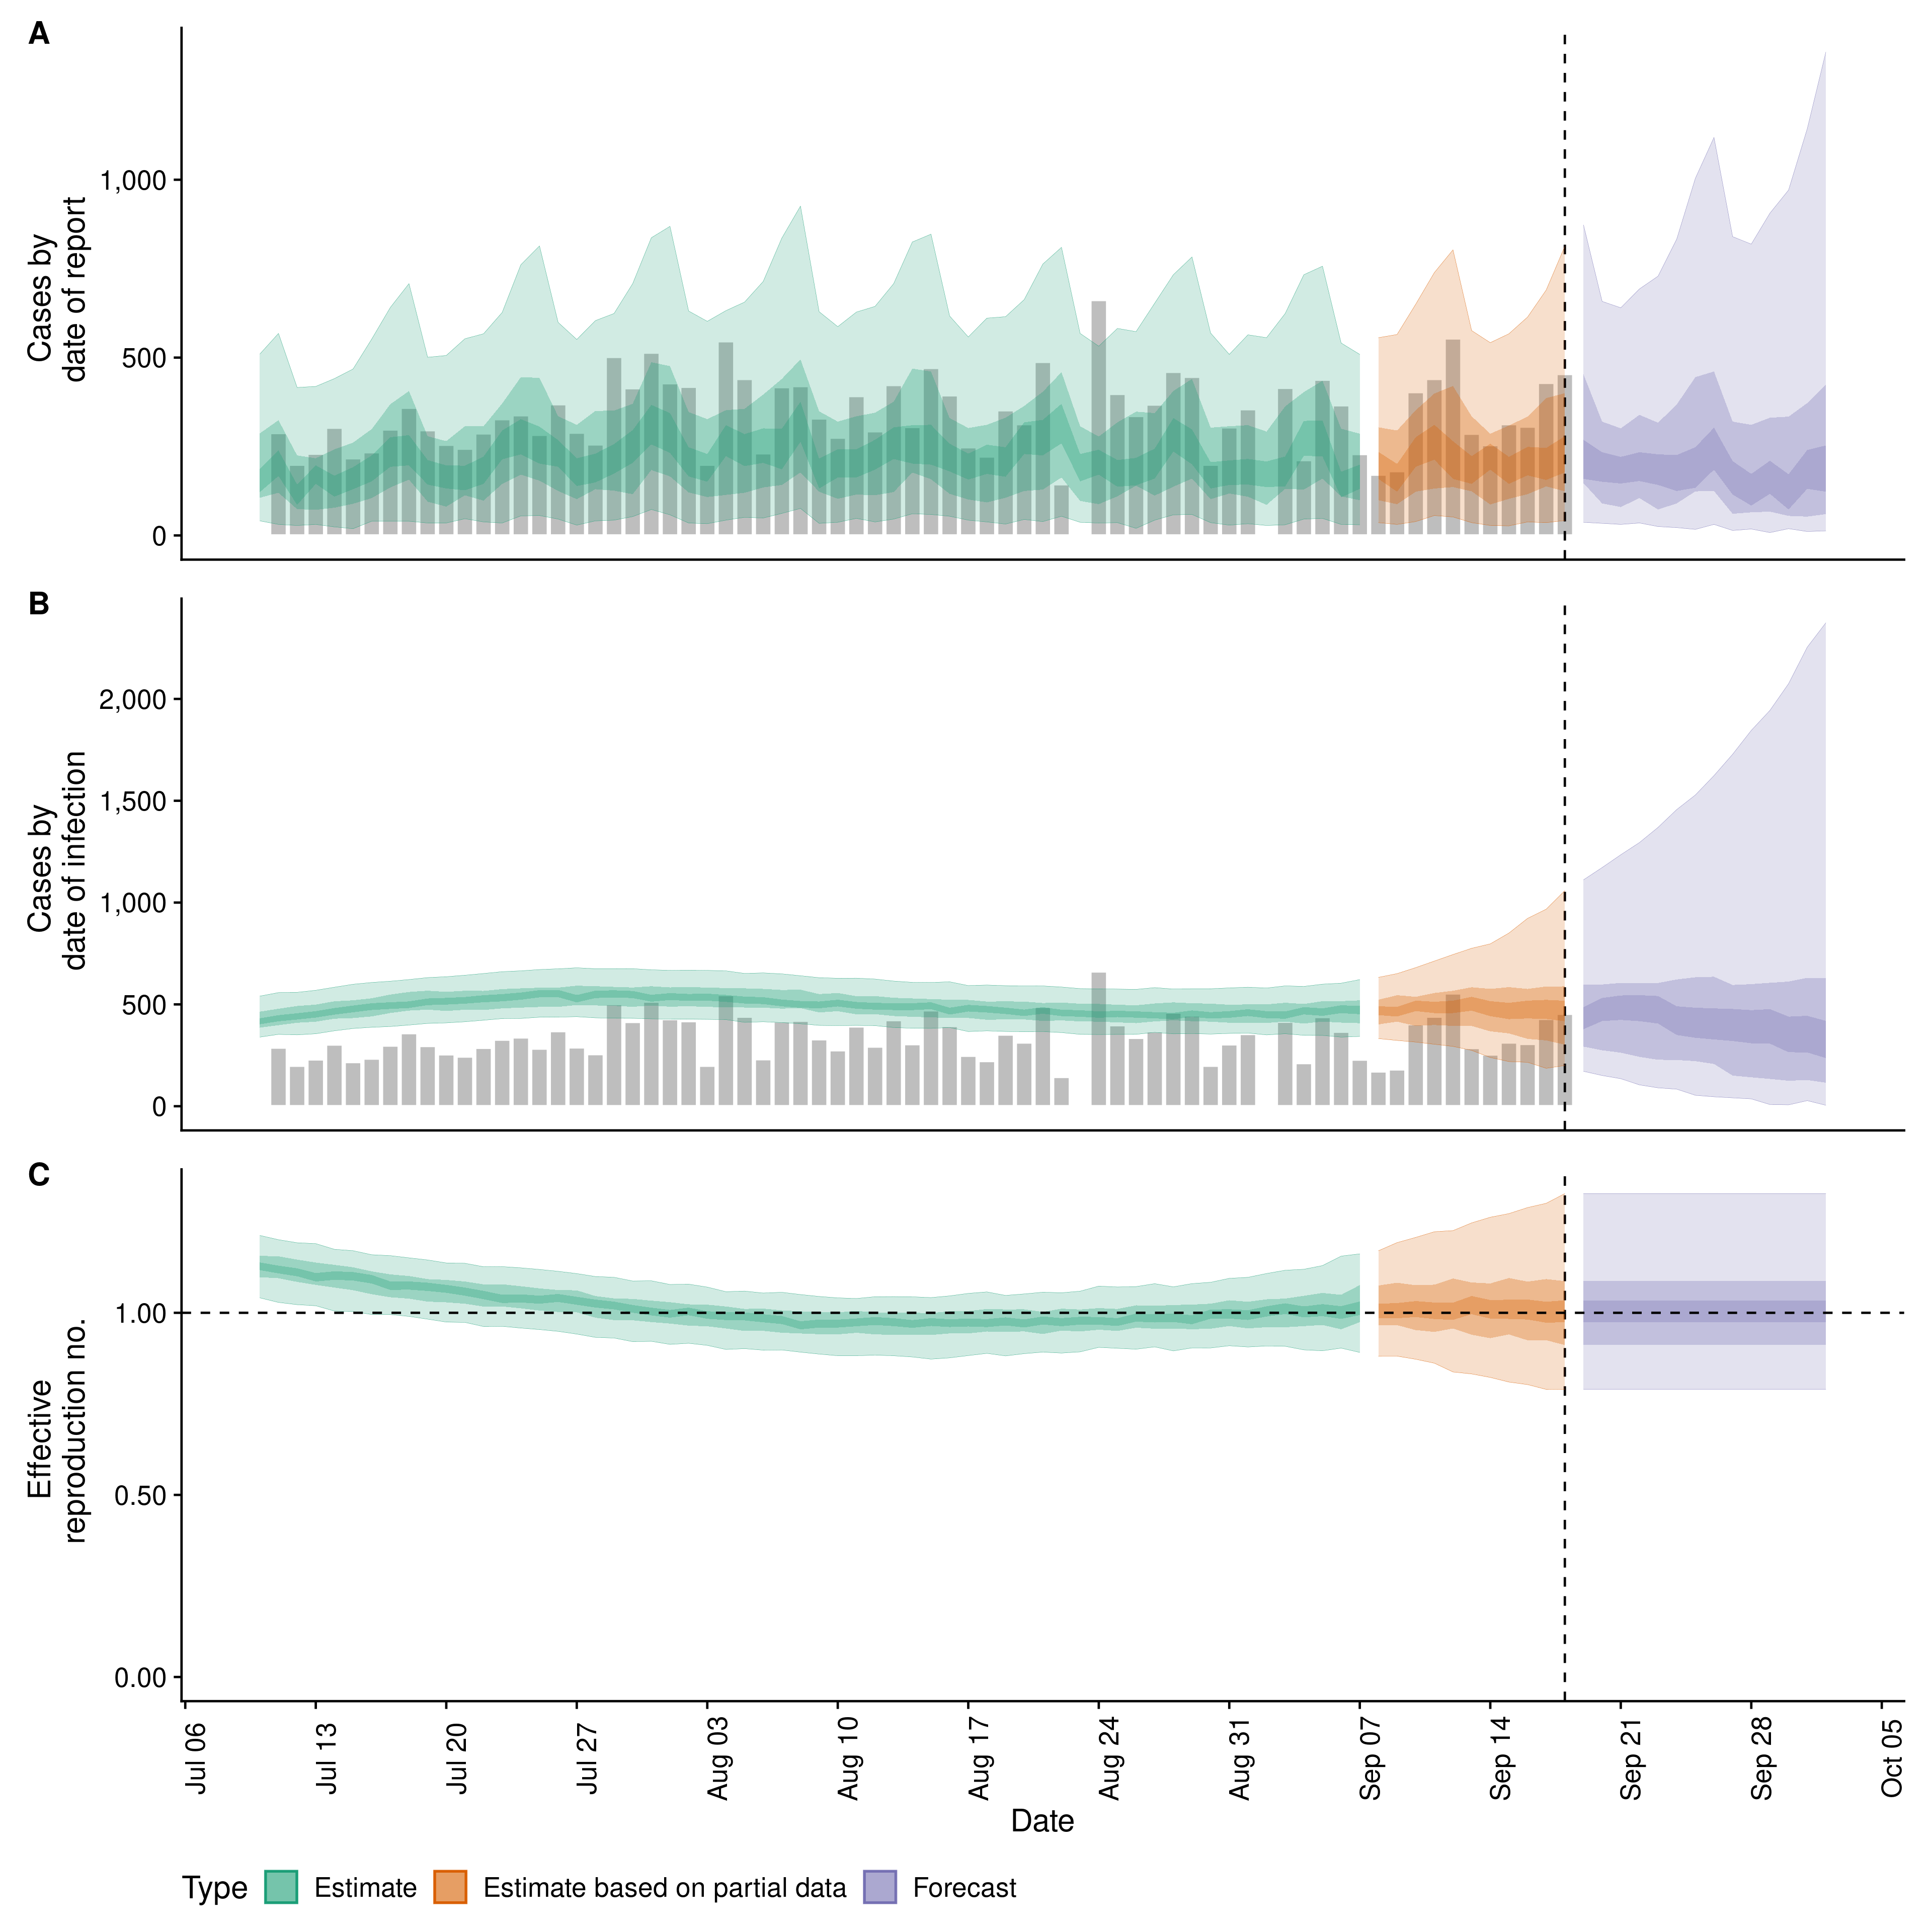 A
Cases by
date of report
1,000
500
0
B
Cases by
date of infection
2,000
1,500
1,000
500
0
C
Effective
reproduction no.
1.00
0.50
0.00
Jul 06
Jul 13
Jul 20
Jul 27
Aug 03
Aug 10
Aug 17
Aug 24
Aug 31
Sep 07
Sep 14
Sep 21
Sep 28
Oct 05
Date
Type Estimate Estimate based on partial data Forecast